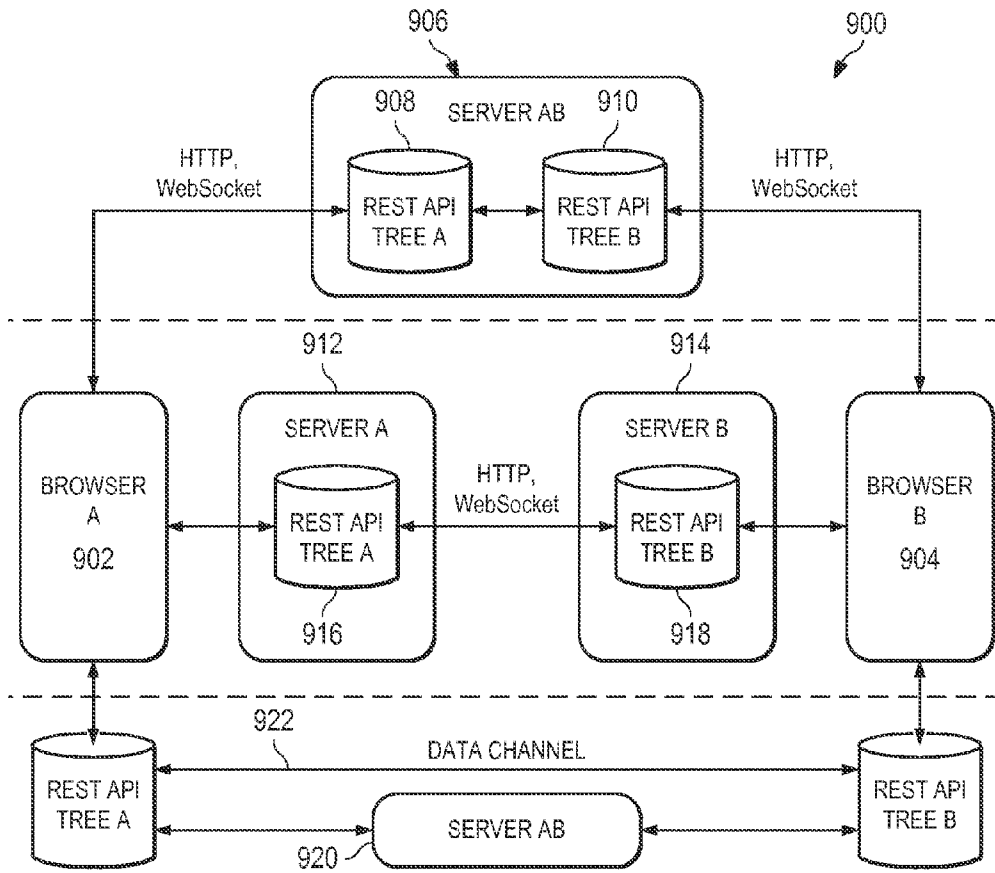 906
900
908
SERVER AB
910
HTTP,
WebSocket
HTTP,
WebSocket
REST API
TREE A
REST API
TREE B
912
914
SERVER A
SERVER B
BROWSER
A
902
HTTP,
WebSocket
BROWSER
B
904
REST API
TREE A
REST API
TREE B
916
918
922
DATA CHANNEL
REST API
TREE A
REST API
TREE B
SERVER AB
920